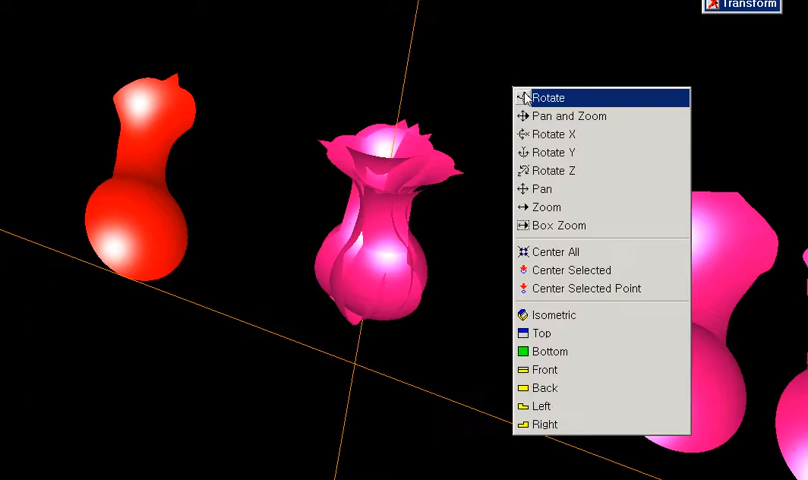 Transform
Rotate
Pan and Zoom
Rotate X
Rotate Y
Rotate Z
Pan
Zoom
Box Zoom
Center All
Center Selected
Center Selected Point
Isometric
Top
Bottom
Front
Back
Left
Right